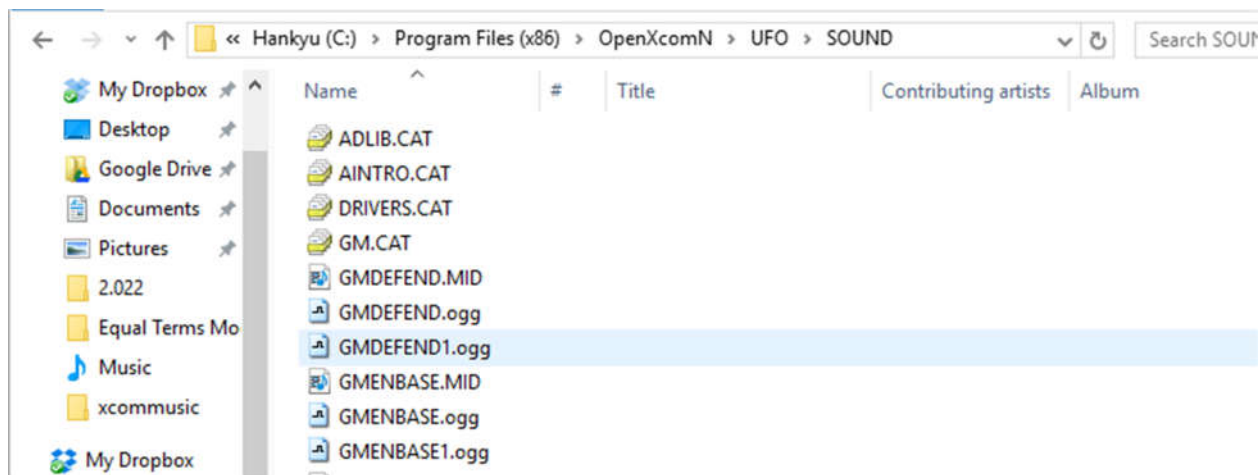 « Hankyu (C:) > Program Files (x86) > OpenXcomN > UFO > SOUND
Search SOUN
My Dropbox
Desktop
Google Drive
Documents
Pictures
2.022
Equal Terms Mo
Music
xcommusic
My Dropbox
Name # Title Contributing artists Album
ADLIB.CAT
AINTRO.CAT
DRIVERS.CAT
GM.CAT
GMDEFEND.MID
GMDEFEND.ogg
GMDEFEND1.ogg
GMENBASE.MID
GMENBASE.ogg
GMENBASE1.ogg